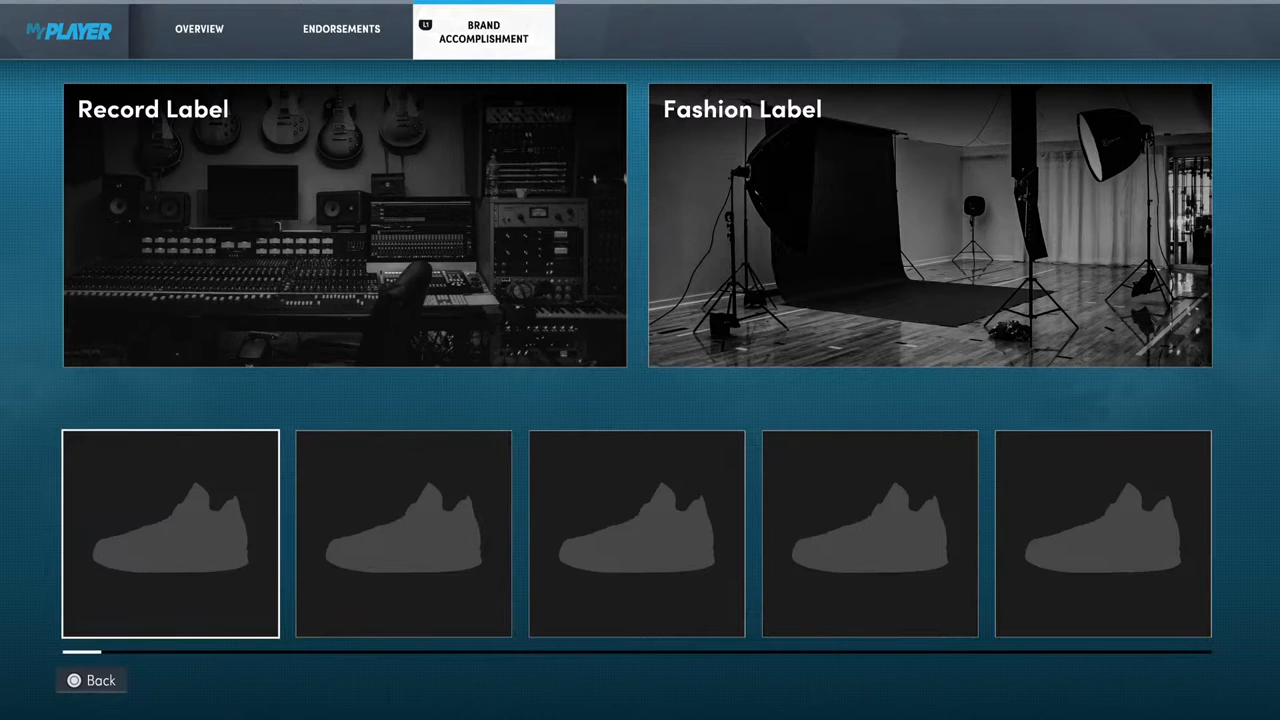 MyPLAYER
OVERVIEW
ENDORSEMENTS
L1
BRAND
ACCOMPLISHMENT
Record Label
Fashion Label
Back